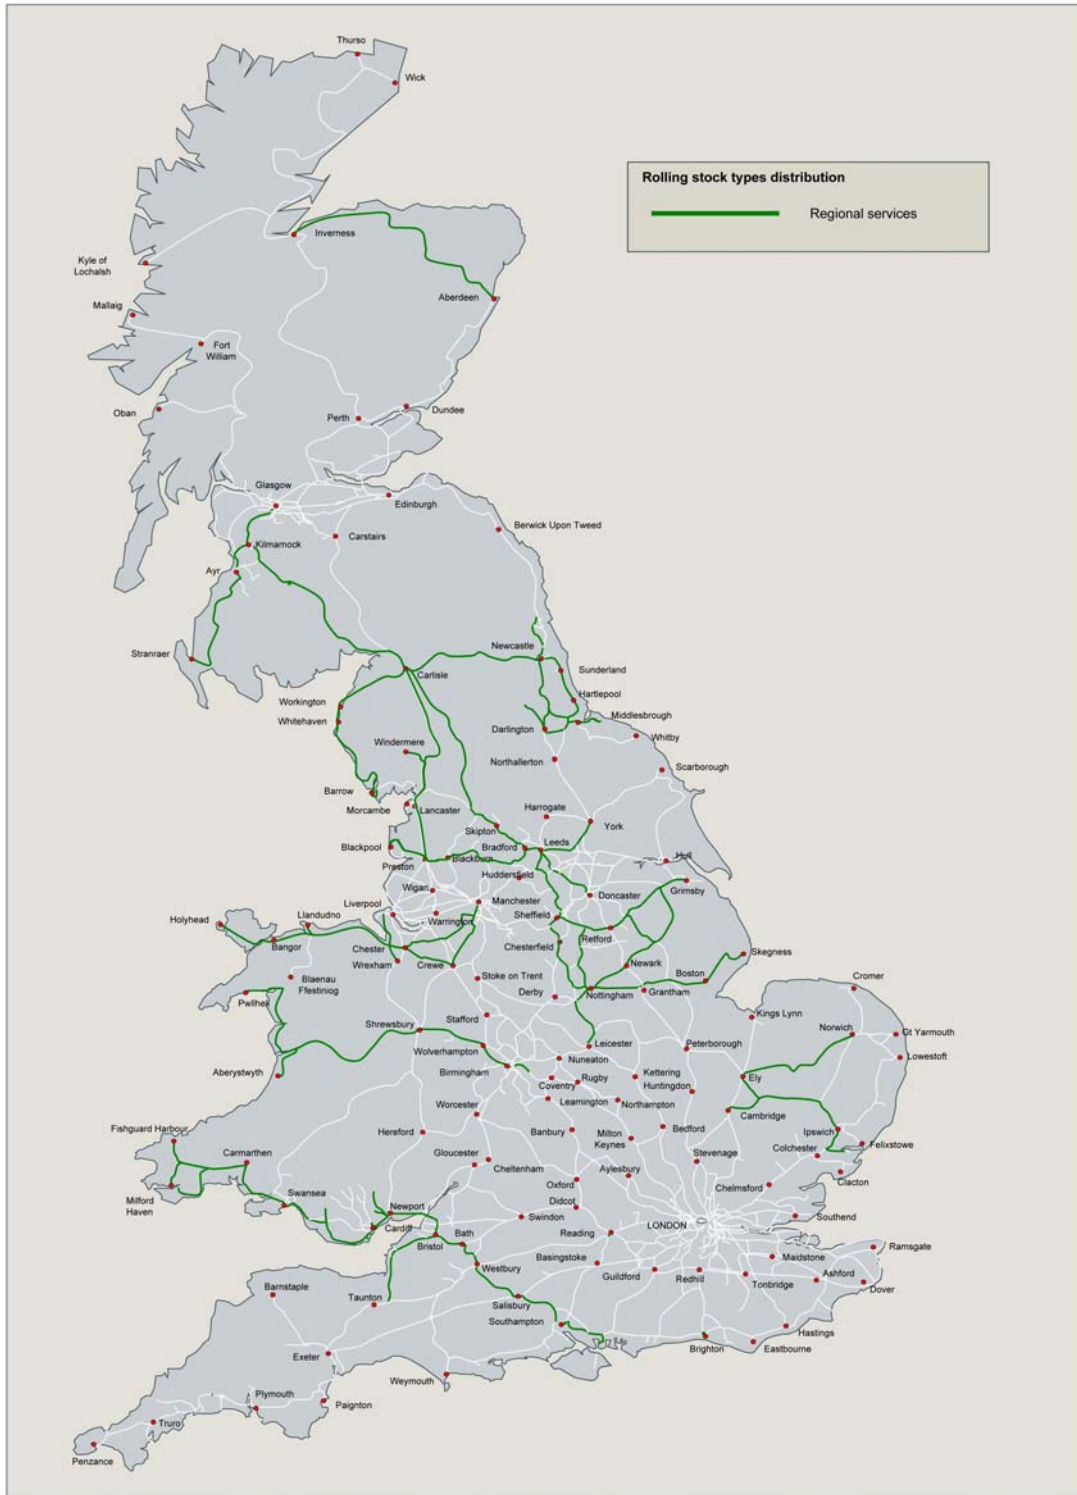 Thurso
Wick
Rolling stock types distribution
Regional services
Inverness
Kyle of
Lochalsh
Aberdeen
Mallaig
Fort
William
Oban
Perth
Dundee
Glasgow
Edinburgh
Berwick Upon Tweed
Carstairs
Kilmarnock
Ayr
Stranraer
Newcastle
Sunderland
Carlisle
Hartlepool
Workington
Whitehaven
Middlesbrough
Darlington
Whitby
Windermere
Northallerton
Scarborough
Barrow
Morcambe
Lancaster
Harrogate
York
Skipton
Blackpool
Bradford
Leeds
Preston
Blackburn
Hull
Huddersfield
Wigan
Doncaster
Grimsby
Liverpool
Manchester
Holyhead
Llandudno
Warrington
Sheffield
Retford
Bangor
Chester
Chesterfield
Skegness
Wrexham
Crewe
Newark
Boston
Blaenau
Ffestiniog
Stoke on Trent
Cromer
Pwllheli
Derby
Nottingham
Grantham
Kings Lynn
Stafford
Shrewsbury
Norwich
Gt Yarmouth
Leicester
Peterborough
Wolverhampton
Lowestoft
Nuneaton
Aberystwyth
Birmingham
Kettering
Ely
Coventry
Rugby
Huntingdon
Leamington
Northampton
Worcester
Cambridge
Fishguard Harbour
Hereford
Banbury
Milton
Keynes
Bedford
Ipswich
Felixstowe
Carmarthen
Gloucester
Colchester
Stevenage
Cheltenham
Aylesbury
Clacton
Oxford
Chelmsford
Milford
Haven
Swansea
Newport
Didcot
Cardiff
Swindon
LONDON
Southend
Bath
Reading
Bristol
Ramsgate
Maidstone
Westbury
Basingstoke
Guildford
Redhill
Tonbridge
Ashford
Dover
Barnstaple
Taunton
Salisbury
Southampton
Hastings
Brighton
Eastbourne
Exeter
Weymouth
Plymouth
Paignton
Truro
Penzance